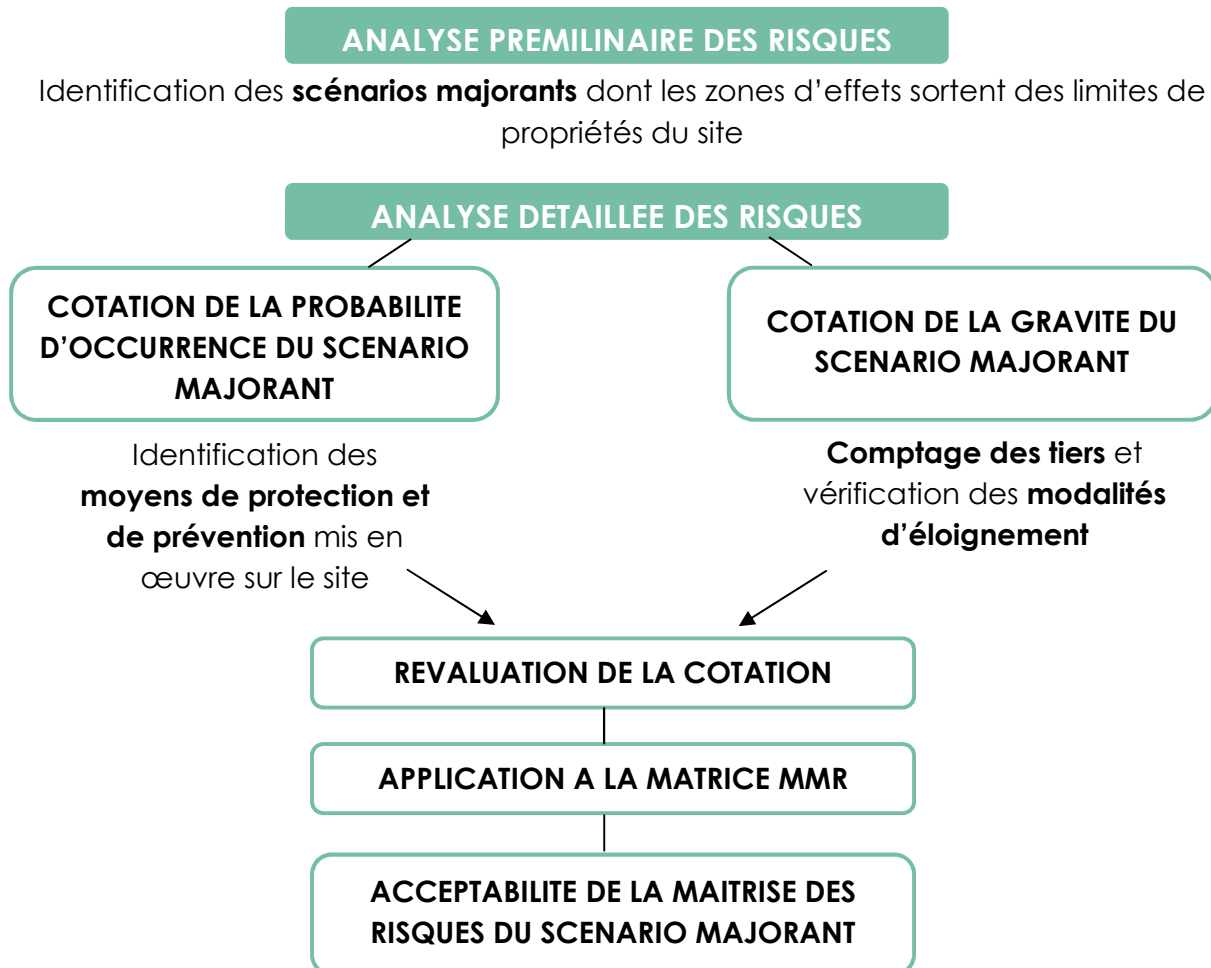 ANALYSE PREMILINAIRE DES RISQUES
Identification des scénarios majorants dont les zones d’effets sortent des limites de
propriétés du site
ANALYSE DETAILLEE DES RISQUES
COTATION DE LA PROBABILITE
D’OCCURRENCE DU SCENARIO
MAJORANT
COTATION DE LA GRAVITE DU
SCENARIO MAJORANT
Identification des
moyens de protection et
de prévention mis en
œuvre sur le site
Comptage des tiers et
vérification des modalités
d’éloignement
REVALUATION DE LA COTATION
APPLICATION A LA MATRICE MMR
ACCEPTABILITE DE LA MAITRISE DES
RISQUES DU SCENARIO MAJORANT